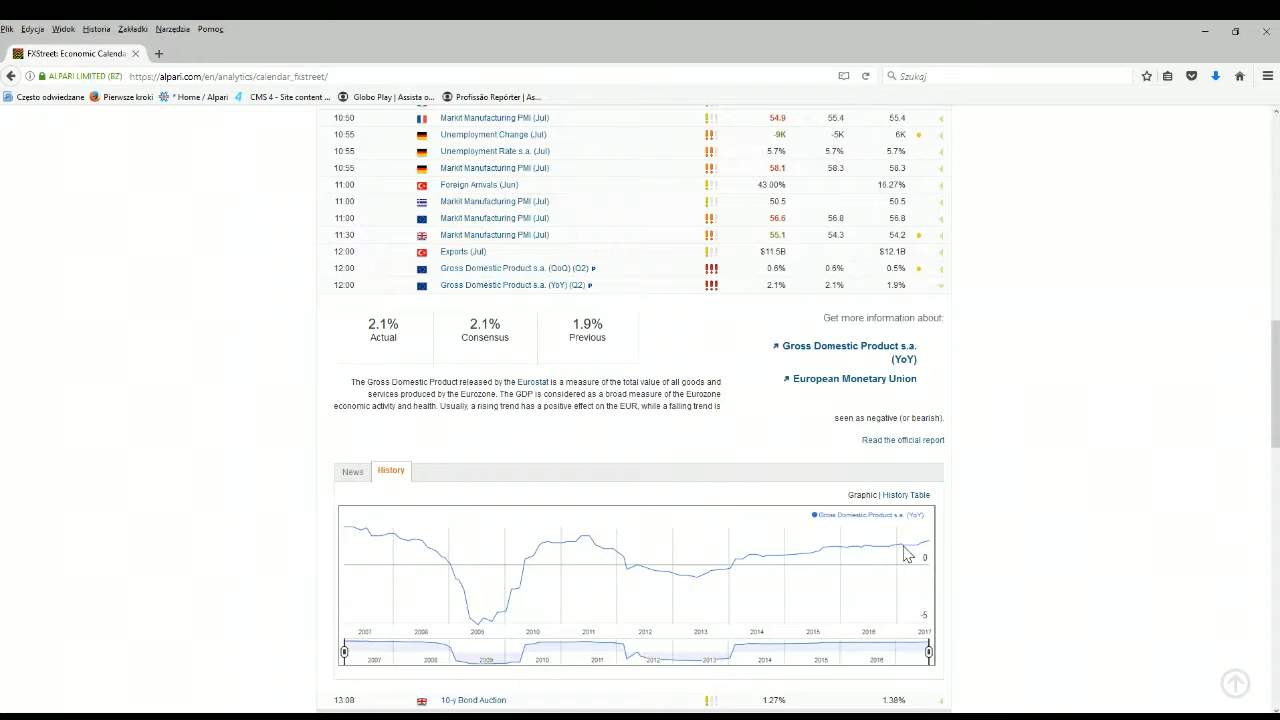 Plik Edycja Widok Historia Zakładki Narzędzia Pomoc
FXStreet: Economic Calenda
ALPARI LIMITED (BZ) https://alpari.com/en/analytics/calendar_fxstreet/ Szukaj
Często odwiedzane Pierwsze kroki * Home / Alpari CMS 4 - Site content ... Globo Play | Assista o... Profissão Repórter | As...
10:50 Markit Manufacturing PMI (Jul) 54.9 55.4 55.4
10:55 Unemployment Change (Jul) -9K -5K 6K
10:55 Unemployment Rate s.a. (Jul) 5.7% 5.7% 5.7%
10:55 Markit Manufacturing PMI (Jul) 58.1 58.3 58.3
11:00 Foreign Arrivals (Jun) 43.00% 16.27%
11:00 Markit Manufacturing PMI (Jul) 50.5 50.5
11:00 Markit Manufacturing PMI (Jul) 56.6 56.8 56.8
11:30 Markit Manufacturing PMI (Jul) 55.1 54.3 54.2
12:00 Exports (Jul) $11.5B $12.1B
12:00 Gross Domestic Product s.a. (QoQ) (Q2) P 0.6% 0.6% 0.5%
12:00 Gross Domestic Product s.a. (YoY) (Q2) P 2.1% 2.1% 1.9%
2.1% 2.1% 1.9%
Actual Consensus Previous
Get more information about:
Gross Domestic Product s.a.
(YoY)
European Monetary Union
The Gross Domestic Product released by the Eurostat is a measure of the total value of all goods and
services produced by the Eurozone. The GDP is considered as a broad measure of the Eurozone
economic activity and health. Usually, a rising trend has a positive effect on the EUR, while a falling trend is
seen as negative (or bearish).
Read the official report
News History
Graphic | History Table
Gross Domestic Product s.a. (YoY)
0
-5
2007 2008 2009 2010 2011 2012 2013 2014 2015 2016 2017
2007 2008 2009 2010 2011 2012 2013 2014 2015 2016
13:08 10-y Bond Auction 1.27% 1.38%